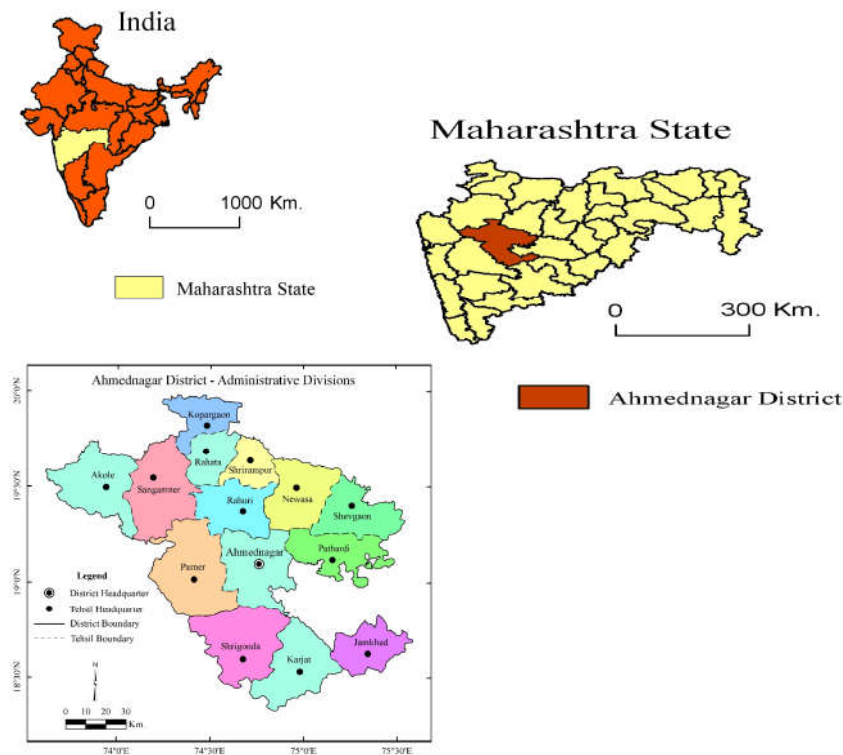 India
0 1000 Km.
Maharashtra State
Maharashtra State
0 300 Km.
Ahmednagar District
Ahmednagar District - Administrative Divisions
20°0'N
19°30'N
19°0'N
18°30'N
Kopargaon
Rahata
Shrirampur
Akole
Sangamner
Newasa
Rahuri
Shevgaon
Ahmednagar
Pathardi
Parner
Shrigonda
Karjat
Jamkhed
Legend
District Headquarter
Tehsil Headquarter
District Boundary
Tehsil Boundary
N
0 10 20 30
Km.
74°0'E
74°30'E
75°0'E
75°30'E